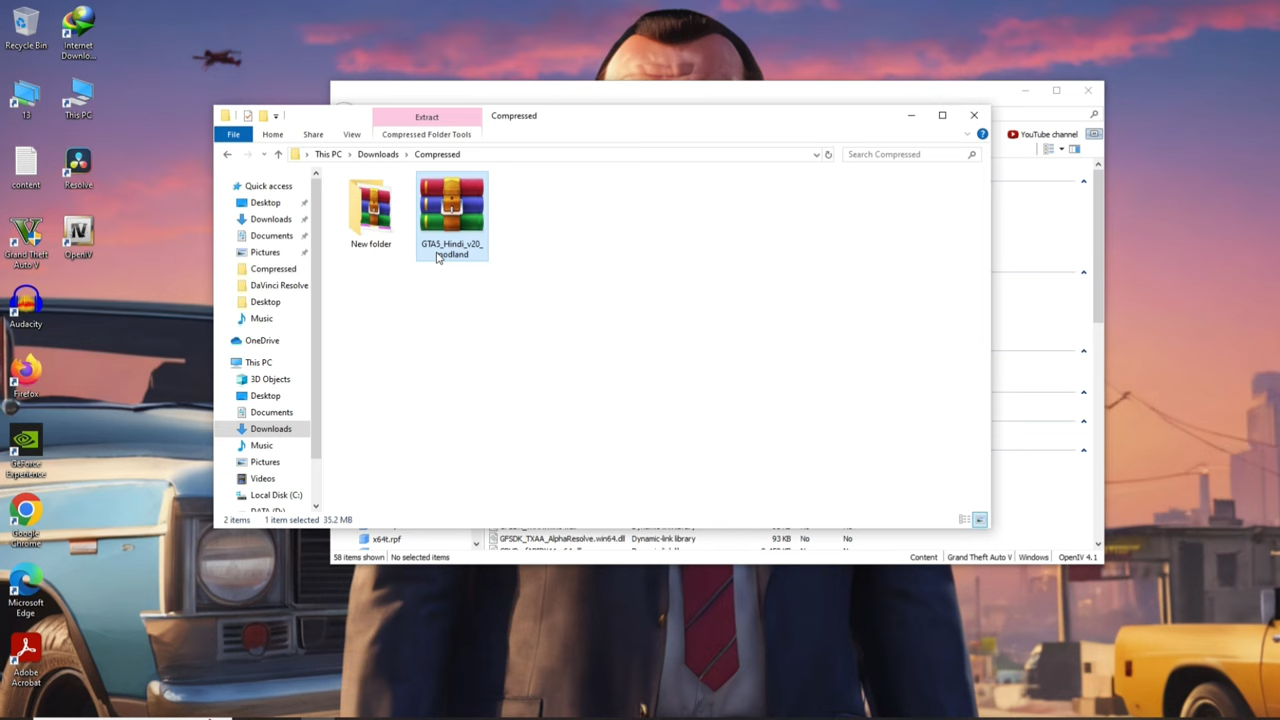 Recycle Bin
Internet
Downlo...
13
This PC
content
Resolve
Grand Theft
Auto V
OpenIV
Audacity
Firefox
GeForce
Experience
Google
Chrome
Microsoft
Edge
Adobe
Acrobat
Extract
Compressed
File
Home
Share
View
Compressed Folder Tools
YouTube channel
This PC
Downloads
Compressed
Search Compressed
Quick access
Desktop
Downloads
Documents
Pictures
Compressed
DaVinci Resolve
Desktop
Music
OneDrive
This PC
3D Objects
Desktop
Documents
Downloads
Music
Pictures
Videos
Local Disk (C:)
New folder
GTA5_Hindi_v20_
modland
2 items
1 item selected 35.2 MB
x64t.rpf
GFSDK_TXAA_AlphaResolve.win64.dll
Dynamic-link library
93 KB
No
No
58 items shown
No selected items
Content
Grand Theft Auto V
Windows
OpenIV 4.1